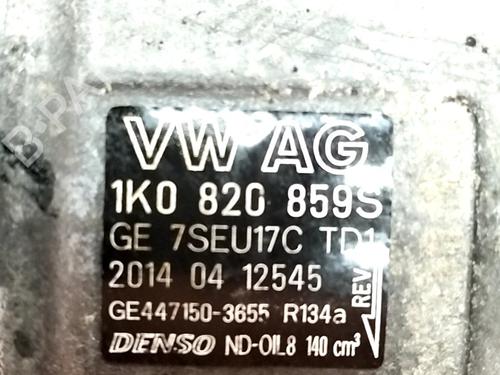 VW AG
1K0 820 859S
GE 7SEU17C TD1
2014 04 12545
GE447150-3655 R134a
REV
DENSO ND-OIL8 140 cm³
B-PARTS